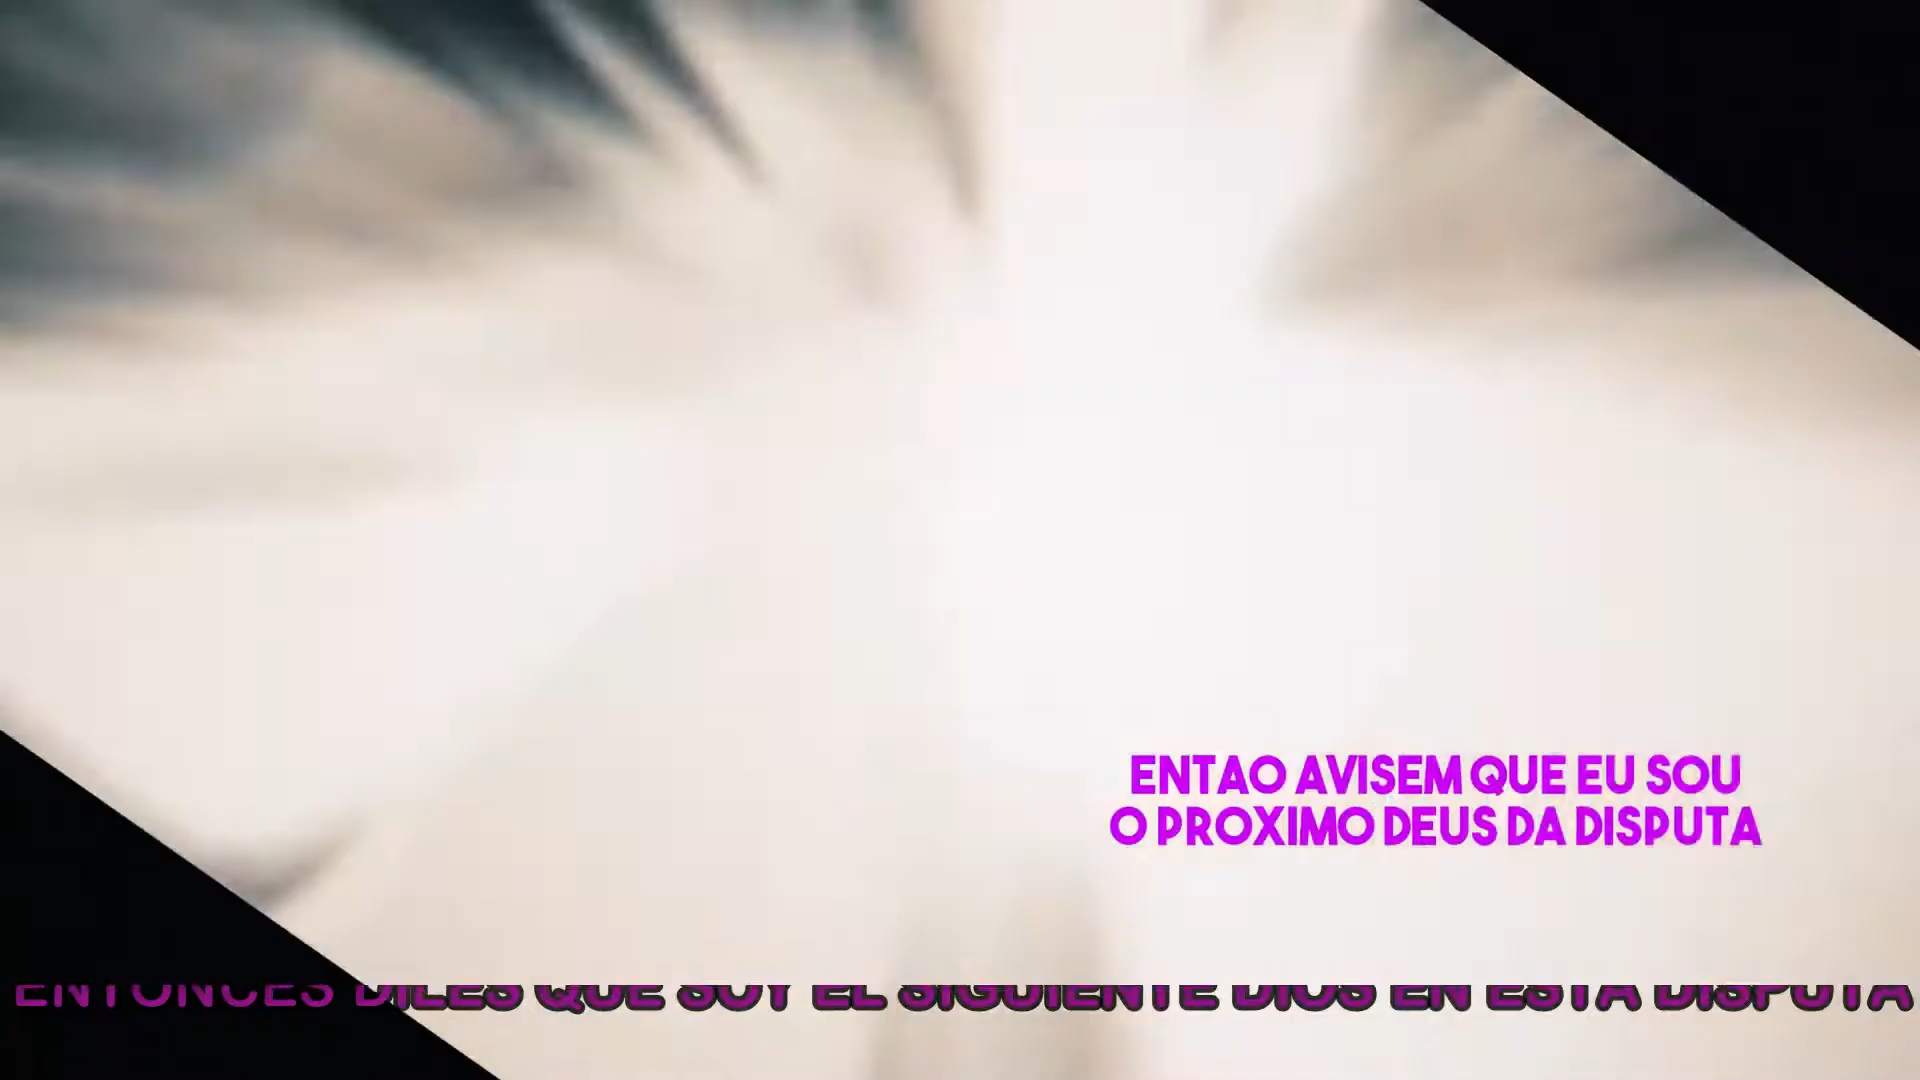 ENTAO AVISEM QUE EU SOU
O PROXIMO DEUS DA DISPUTA
ENTONCES DILES QUE SOY EL SIGUIENTE DIOS EN ESTA DISPUTA